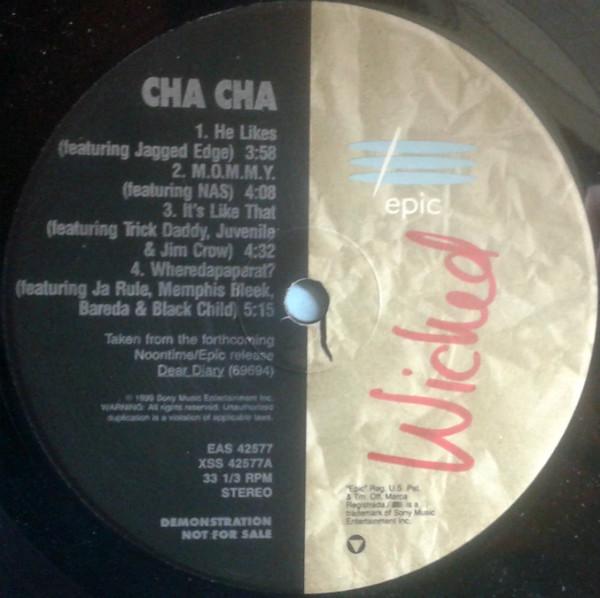 CHA CHA
1. He Likes
(featuring Jagged Edge) 3:58
2. M.O.M.M.Y.
(featuring NAS) 4:08
3. It's Like That
(featuring Trick Daddy, Juvenile
& Jim Crow) 4:32
4. Wheredapaparat?
(featuring Ja Rule, Memphis Bleek,
Bareda & Black Child) 5:15
Taken from the forthcoming
Noontime/Epic release
Dear Diary (69694)
℗ 1999 Sony Music Entertainment Inc.
WARNING: All rights reserved. Unauthorized
duplication is a violation of applicable laws.
EAS 42577
XSS 42577A
33 1/3 RPM
STEREO
DEMONSTRATION
NOT FOR SALE
epic
Wicked
"Epic" Reg. U.S. Pat.
& Tm. Off. Marca
Registrada./ is a
trademark of Sony Music
Entertainment Inc.